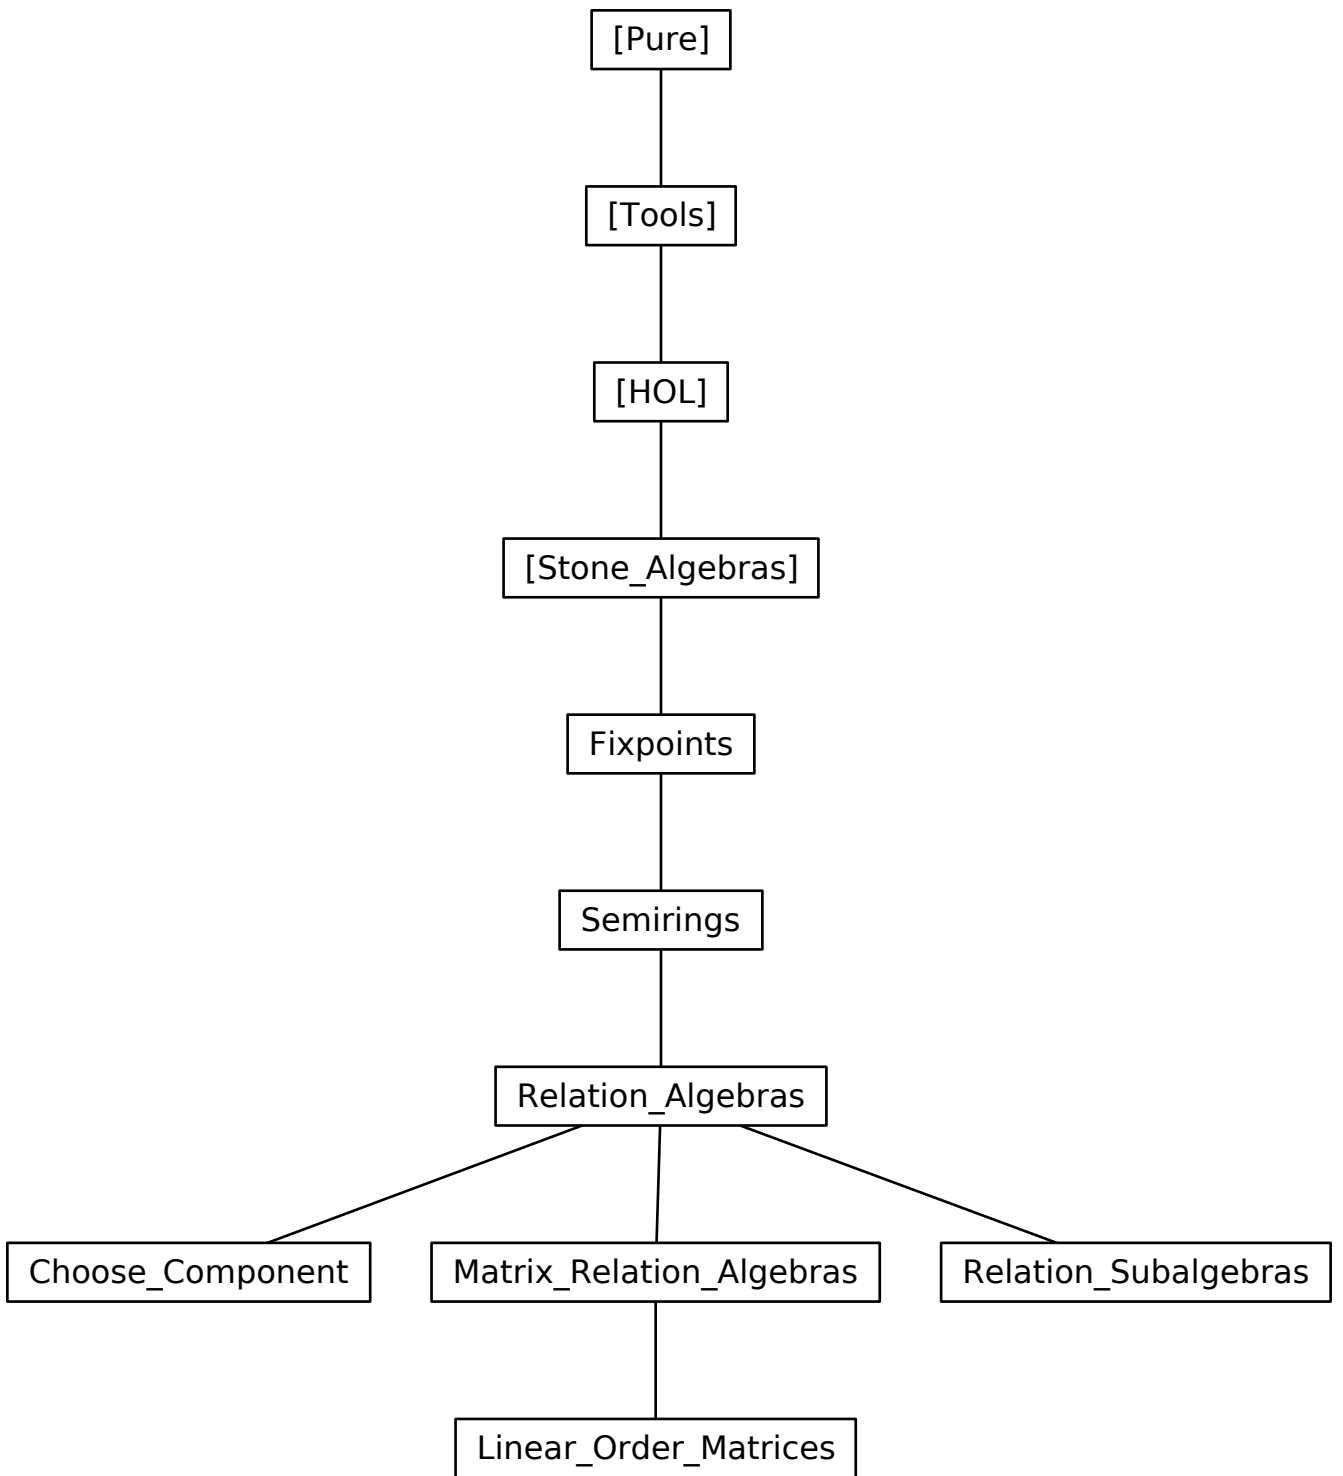 [Pure]
[Tools]
[HOL]
[Stone_Algebras]
Fixpoints
Semirings
Relation_Algebras
Choose_Component
Matrix_Relation_Algebras
Relation_Subalgebras
Linear_Order_Matrices